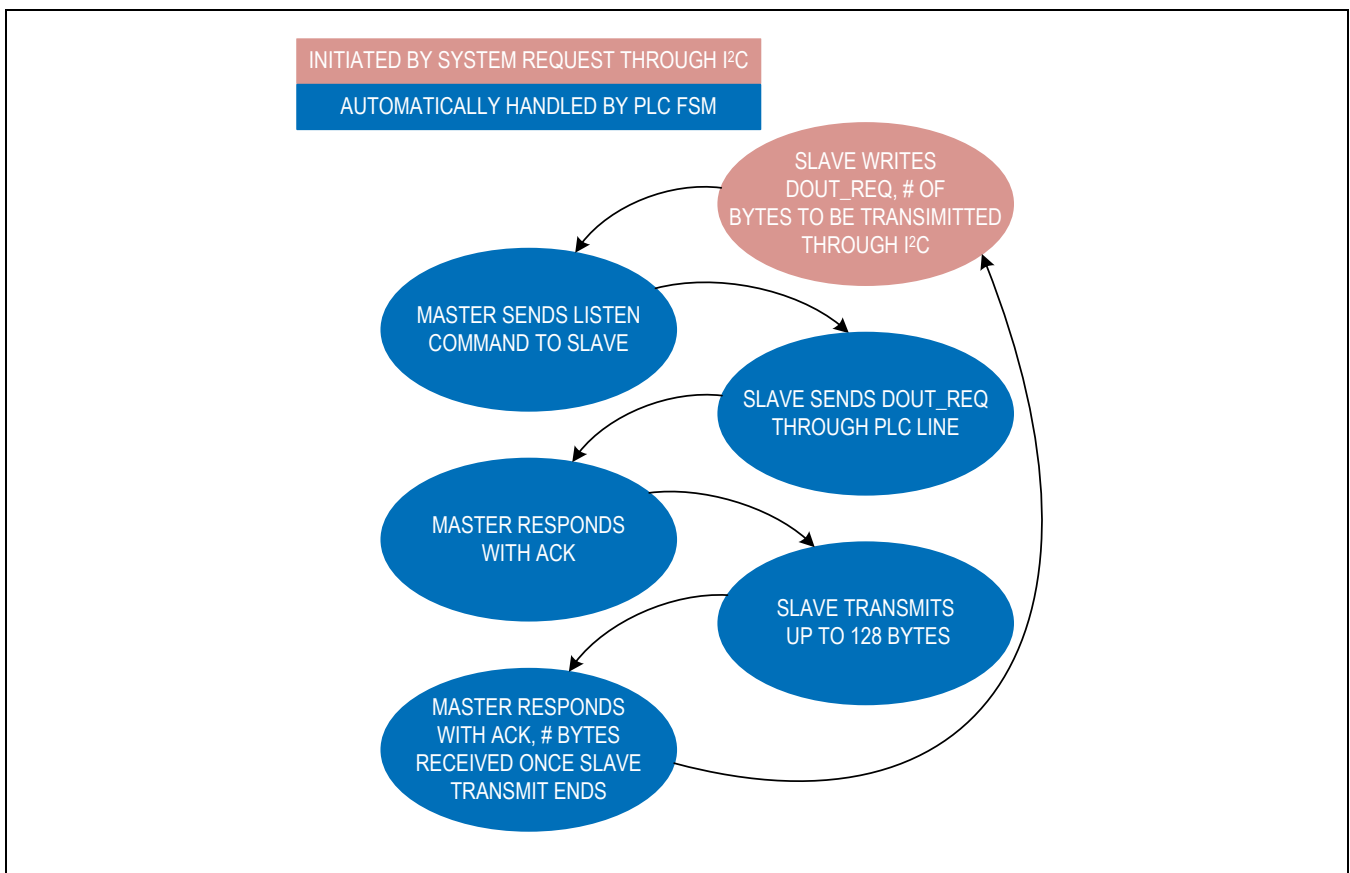 INITIATED BY SYSTEM REQUEST THROUGH I²C
AUTOMATICALLY HANDLED BY PLC FSM
SLAVE WRITES
DOUT_REQ, # OF
BYTES TO BE TRANSIMITTED
THROUGH I²C
MASTER SENDS LISTEN
COMMAND TO SLAVE
SLAVE SENDS DOUT_REQ
THROUGH PLC LINE
MASTER RESPONDS
WITH ACK
SLAVE TRANSMITS
UP TO 128 BYTES
MASTER RESPONDS
WITH ACK, # BYTES
RECEIVED ONCE SLAVE
TRANSMIT ENDS